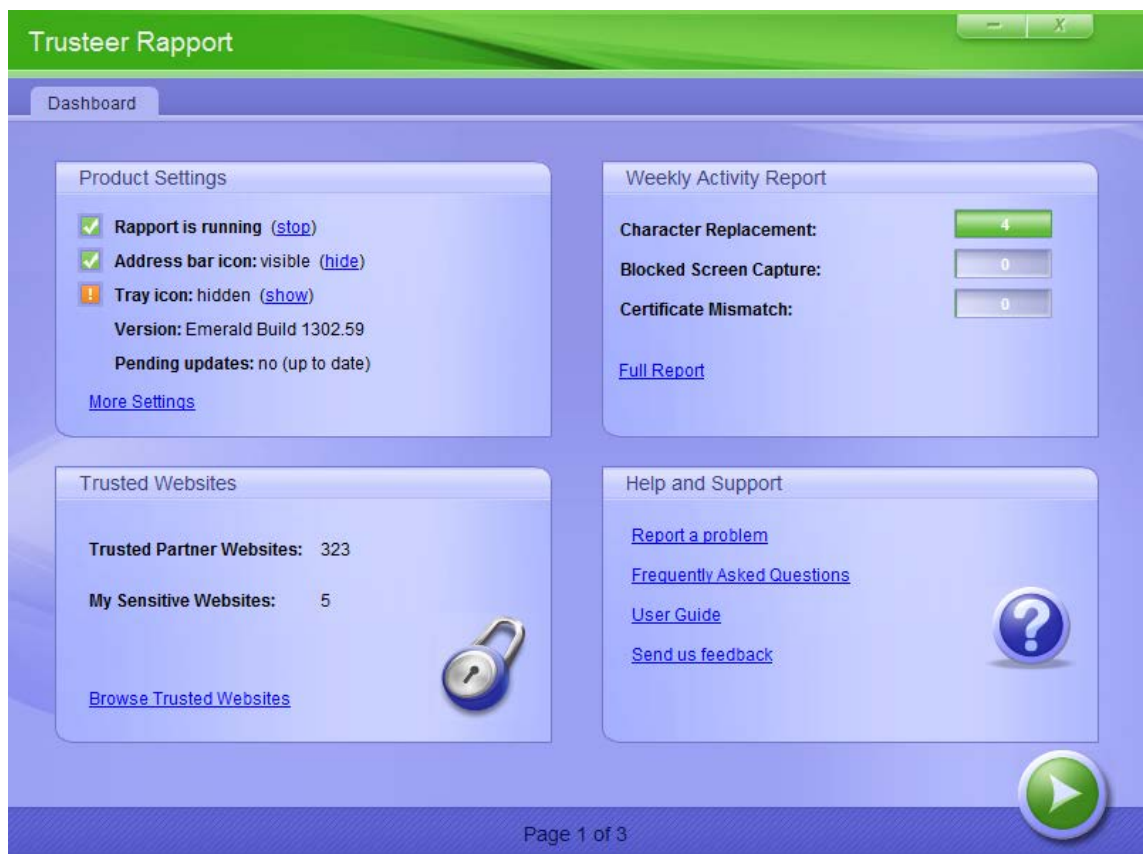 Trusteer Rapport
X
Dashboard
Product Settings
Rapport is running (stop)
Address bar icon: visible (hide)
Tray icon: hidden (show)
Version: Emerald Build 1302.59
Pending updates: no (up to date)
More Settings
Weekly Activity Report
Character Replacement: 4
Blocked Screen Capture: 0
Certificate Mismatch: 0
Full Report
Trusted Websites
Trusted Partner Websites: 323
My Sensitive Websites: 5
Browse Trusted Websites
Help and Support
Report a problem
Frequently Asked Questions
User Guide
Send us feedback
Page 1 of 3